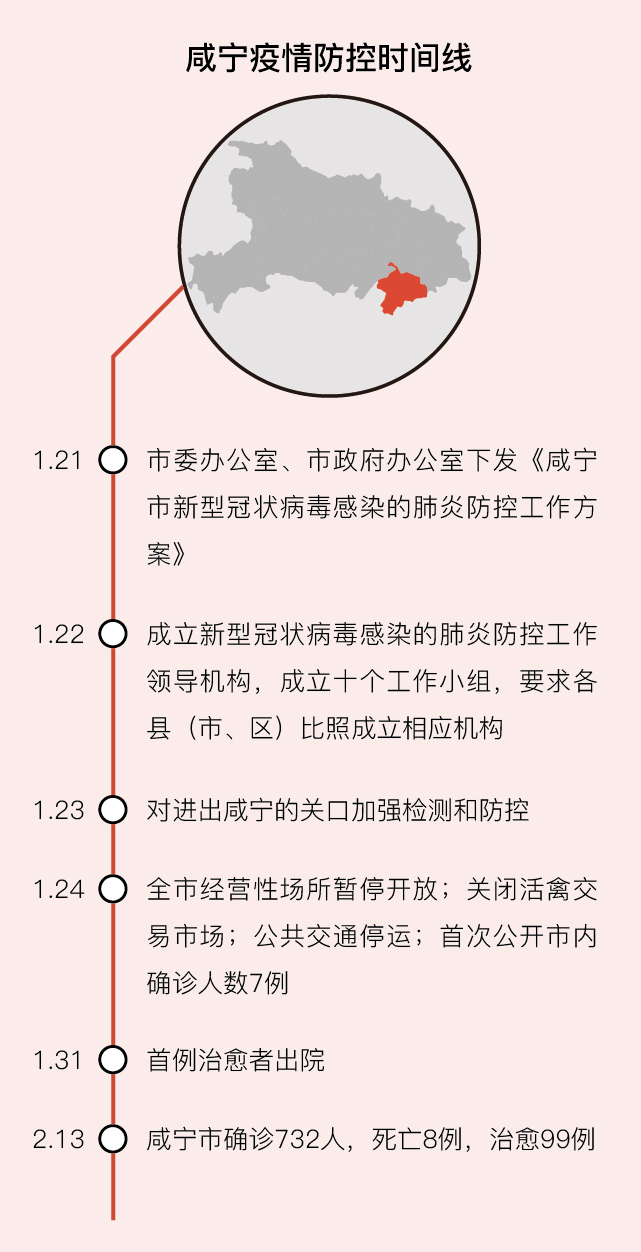 咸宁疫情防控时间线
1.21
市委办公室、市政府办公室下发《咸宁
市新型冠状病毒感染的肺炎防控工作方
案》
1.22
成立新型冠状病毒感染的肺炎防控工作
领导机构，成立十个工作小组，要求各
县（市、区）比照成立相应机构
1.23
对进出咸宁的关口加强检测和防控
1.24
全市经营性场所暂停开放；关闭活禽交
易市场；公共交通停运；首次公开市内
确诊人数7例
1.31
首例治愈者出院
2.13
咸宁市确诊732人，死亡8例，治愈99例